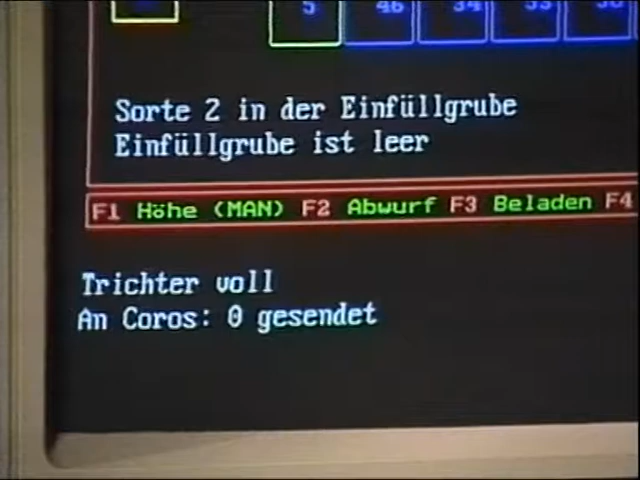 5 46 34 33
Sorte 2 in der Einfüllgrube
Einfüllgrube ist leer
F1 Höhe (MAN) F2 Abwurf F3 Beladen F4
Trichter voll
An Coros: 0 gesendet